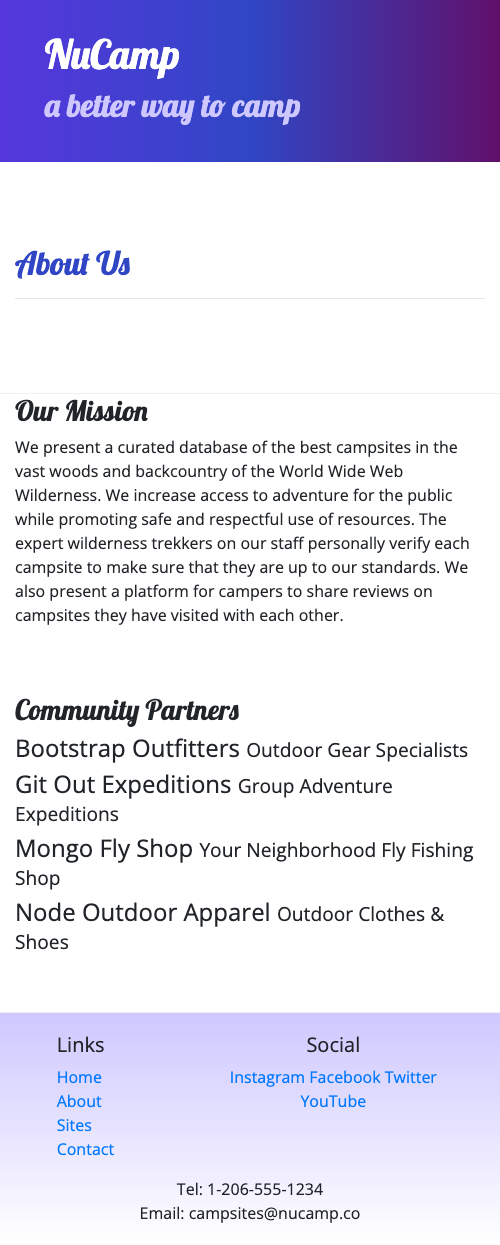 NuCamp
a better way to camp
About Us
Our Mission
We present a curated database of the best campsites in the
vast woods and backcountry of the World Wide Web
Wilderness. We increase access to adventure for the public
while promoting safe and respectful use of resources. The
expert wilderness trekkers on our staff personally verify each
campsite to make sure that they are up to our standards. We
also present a platform for campers to share reviews on
campsites they have visited with each other.
Community Partners
Bootstrap Outfitters Outdoor Gear Specialists
Git Out Expeditions Group Adventure
Expeditions
Mongo Fly Shop Your Neighborhood Fly Fishing
Shop
Node Outdoor Apparel Outdoor Clothes &
Shoes
Links
Home
About
Sites
Contact
Social
Instagram Facebook Twitter
YouTube
Tel: 1-206-555-1234
Email: campsites@nucamp.co